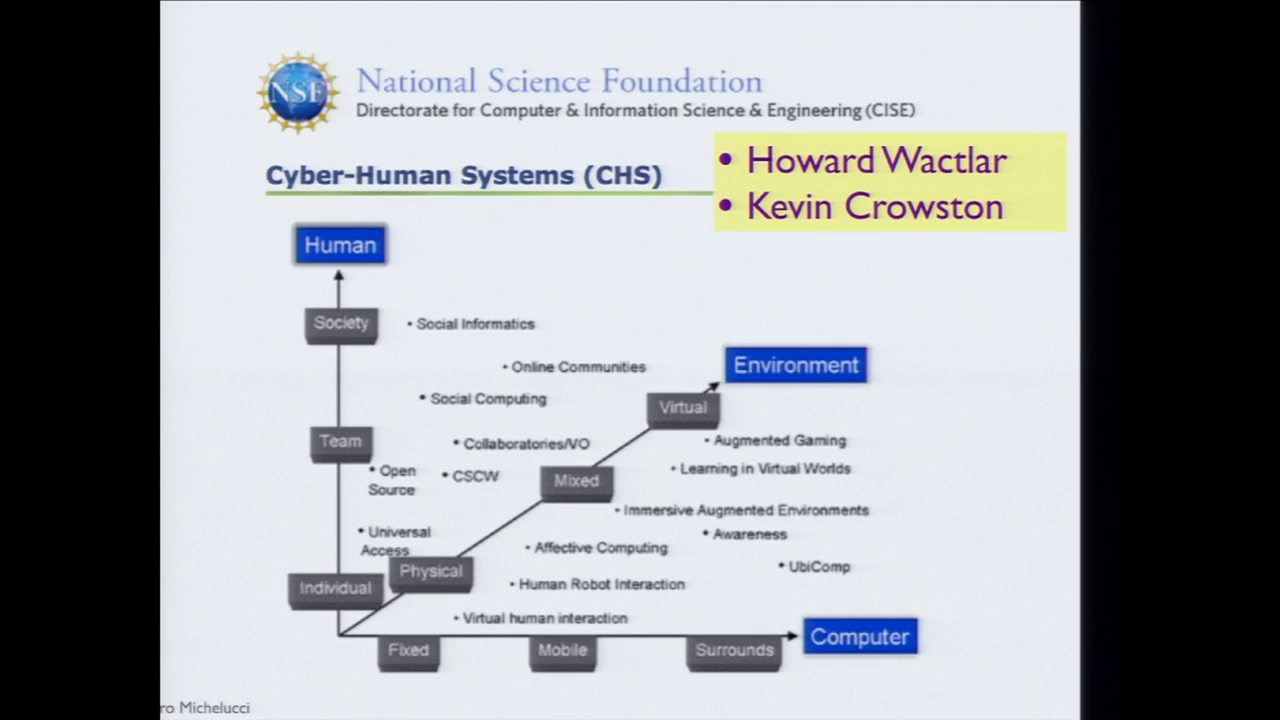 NSF
National Science Foundation
Directorate for Computer & Information Science & Engineering (CISE)
Cyber-Human Systems (CHS)
• Howard Wactlar
• Kevin Crowston
Human
Society
• Social Informatics
• Online Communities
Environment
• Social Computing
Virtual
Team
• Collaboratories/VO
• Augmented Gaming
• Open
Source
• CSCW
Mixed
• Learning in Virtual Worlds
• Immersive Augmented Environments
• Universal
Access
• Awareness
• Affective Computing
Physical
• UbiComp
Individual
• Human Robot Interaction
• Virtual human interaction
Computer
Fixed
Mobile
Surrounds
ro Michelucci